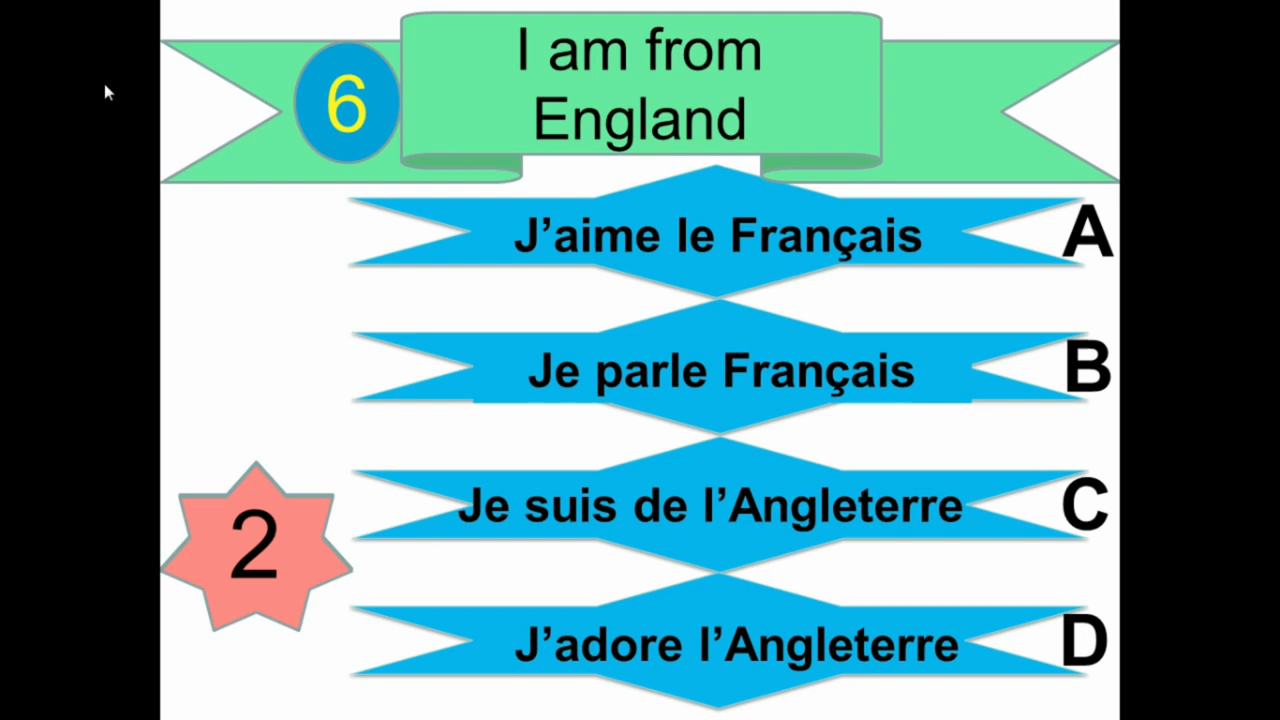 6
I am from
England
J’aime le Français
A
Je parle Français
B
Je suis de l’Angleterre
C
2
J’adore l’Angleterre
D